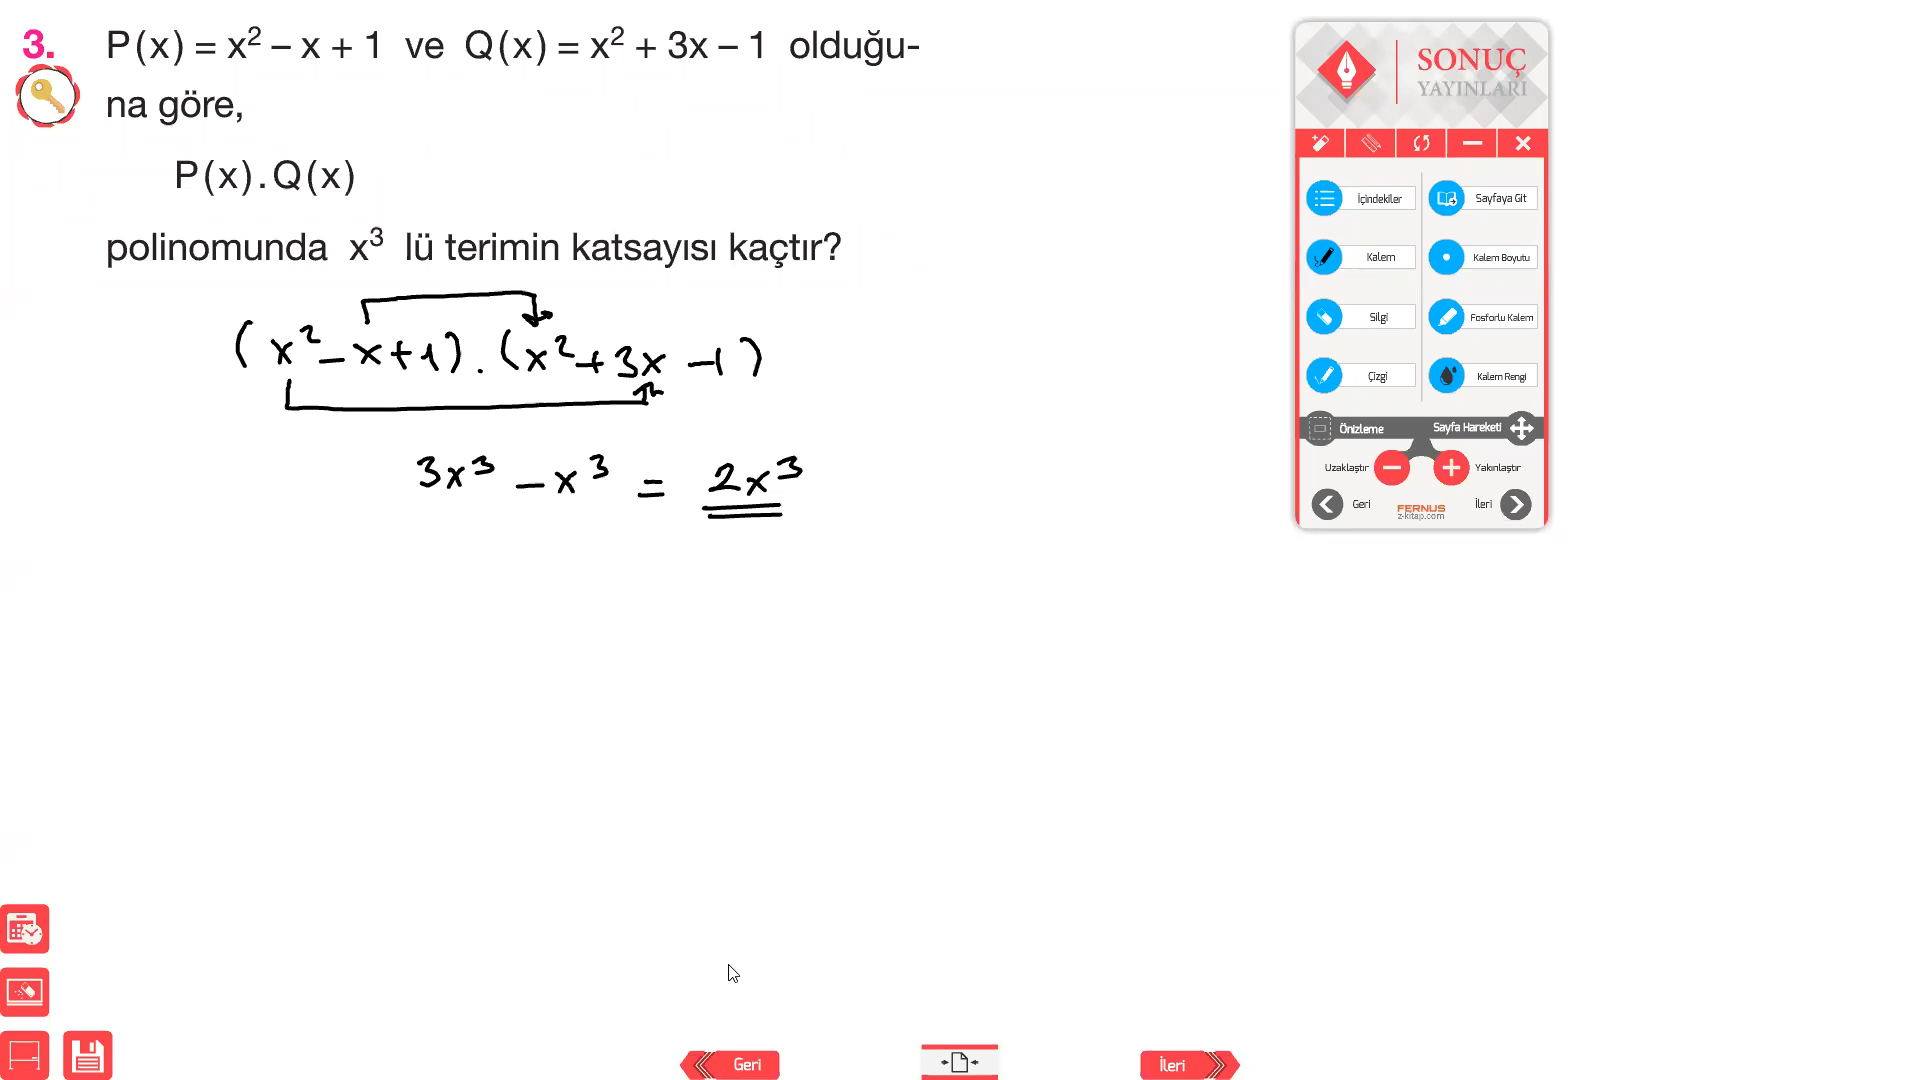 3. P(x) = x² – x + 1 ve Q(x) = x² + 3x – 1 olduğu-
na göre,
P(x).Q(x)
polinomunda x³ lü terimin katsayısı kaçtır?
(x² – x + 1) . (x² + 3x – 1)
3x³ – x³ = 2x³
SONUÇ
YAYINLARI
İçindekiler
Sayfaya Git
Kalem
Kalem Boyutu
Silgi
Fosforlu Kalem
Çizgi
Kalem Rengi
Önizleme
Sayfa Hareketi
Uzaklaştır
Yakınlaştır
Geri
FERNUS
z-kitap.com
İleri
Geri
İleri